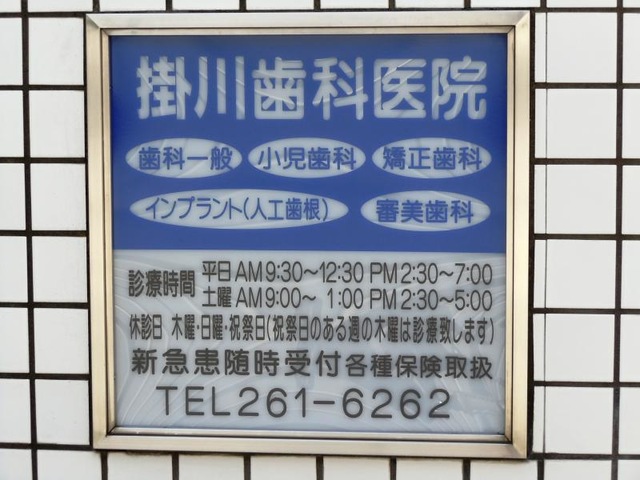 掛川歯科医院
歯科一般 小児歯科 矯正歯科
インプラント(人工歯根) 審美歯科
診療時間 平日 AM9:30〜12:30 PM2:30〜7:00
土曜 AM9:00〜 1:00 PM2:30〜5:00
休診日 木曜・日曜・祝祭日(祝祭日のある週の木曜は診療致します)
新急患随時受付 各種保険取扱
TEL261-6262